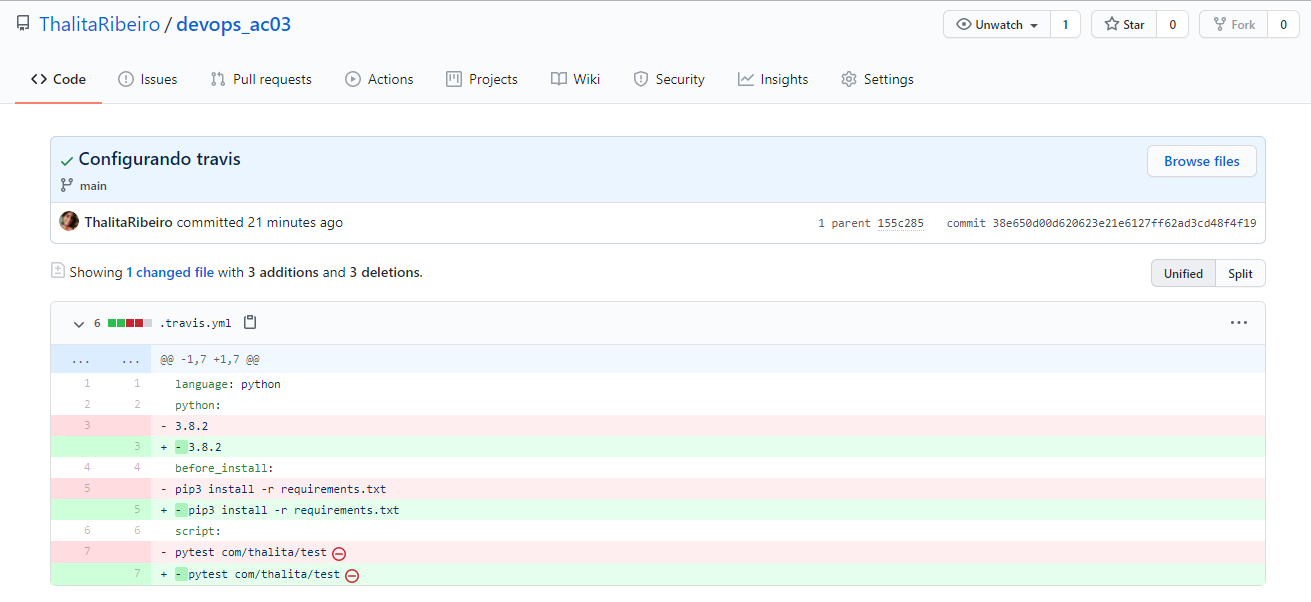 ThalitaRibeiro / devops_ac03
Unwatch 1 Star 0 Fork 0
Code Issues Pull requests Actions Projects Wiki Security Insights Settings
Configurando travis
Browse files
main
ThalitaRibeiro committed 21 minutes ago
1 parent 155c285 commit 38e650d00d620623e21e6127ff62ad3cd48f4f19
Showing 1 changed file with 3 additions and 3 deletions.
Unified Split
6 .travis.yml ...
... ... @@ -1,7 +1,7 @@
1 1 language: python
2 2 python:
3 - 3.8.2
3 + - 3.8.2
4 4 before_install:
5 - pip3 install -r requirements.txt
5 + - pip3 install -r requirements.txt
6 6 script:
7 - pytest com/thalita/test
7 + - pytest com/thalita/test